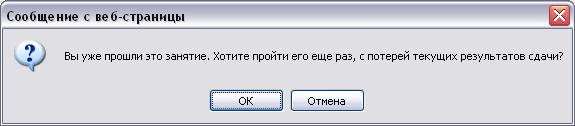 Сообщение с веб-страницы
Вы уже прошли это занятие. Хотите пройти его еще раз, с потерей текущих результатов сдачи?
OK
Отмена